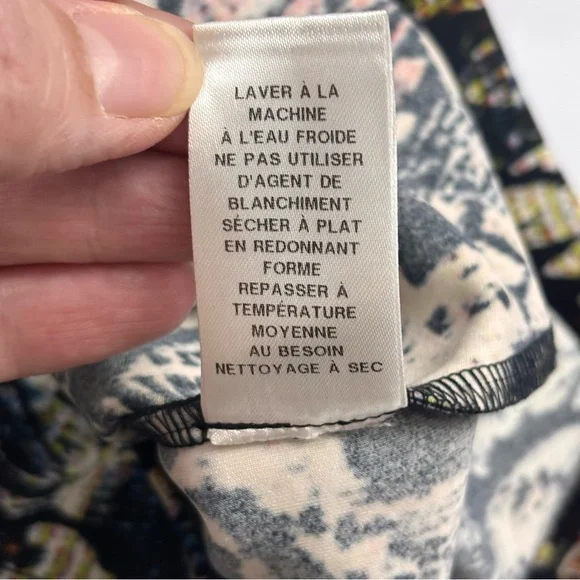 LAVER À LA
MACHINE
À L'EAU FROIDE
NE PAS UTILISER
D'AGENT DE
BLANCHIMENT
SÉCHER À PLAT
EN REDONNANT
FORME
REPASSER À
TEMPÉRATURE
MOYENNE
AU BESOIN
NETTOYAGE À SEC